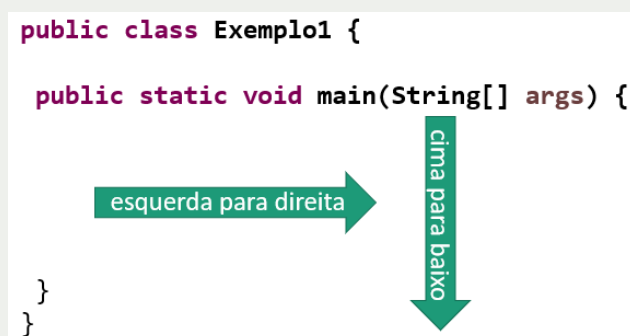 public class Exemplo1 {
public static void main(String[] args) {
cima para baixo
esquerda para direita
}
}